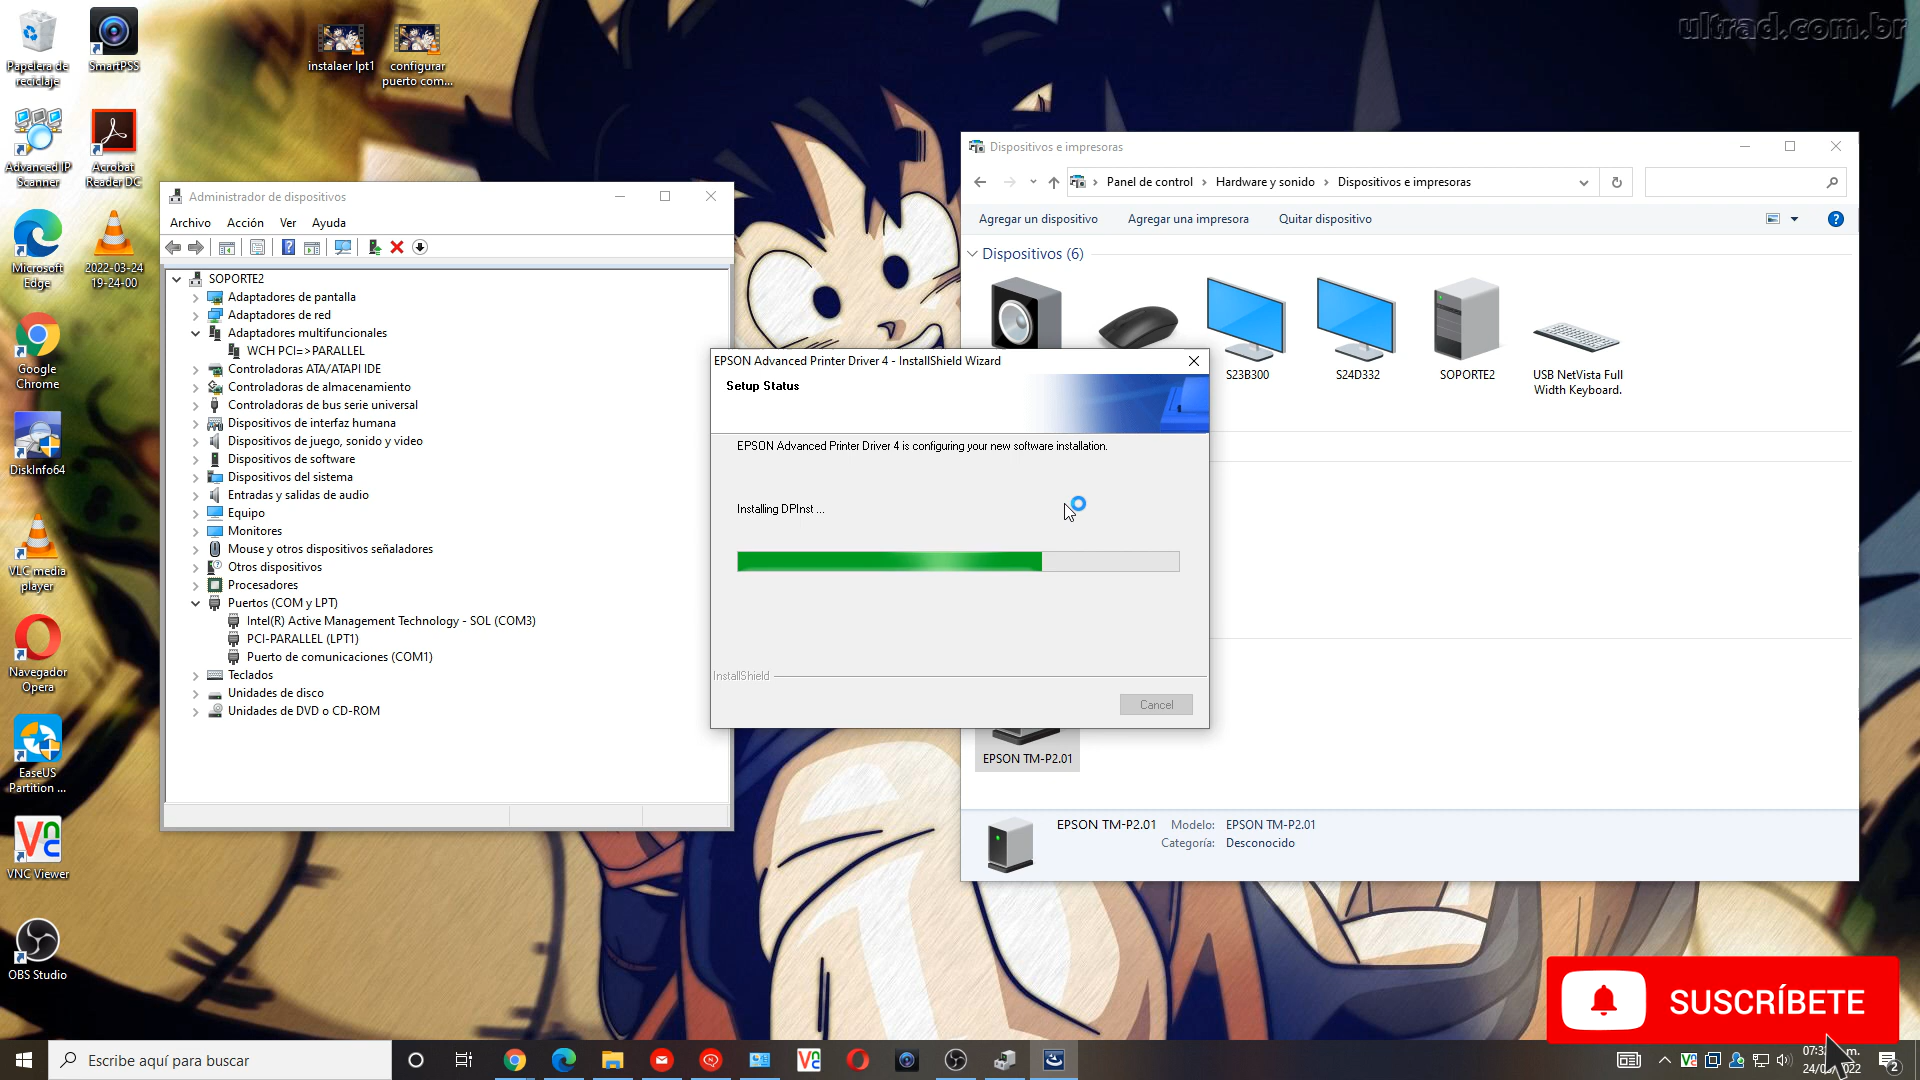 ultrad.com.br
Papelera de
reciclaje
SmartPSS
instalaer lpt1
configurar
puerto com...
Advanced IP
Scanner
Acrobat
Reader DC
Microsoft
Edge
2022-03-24
19-24-00
Google
Chrome
DiskInfo64
VLC media
player
Navegador
Opera
EaseUS
Partition ...
VNC Viewer
OBS Studio
Administrador de dispositivos
Archivo Acción Ver Ayuda
SOPORTE2
Adaptadores de pantalla
Adaptadores de red
Adaptadores multifuncionales
WCH PCI=>PARALLEL
Controladoras ATA/ATAPI IDE
Controladoras de almacenamiento
Controladoras de bus serie universal
Dispositivos de interfaz humana
Dispositivos de juego, sonido y video
Dispositivos de software
Dispositivos del sistema
Entradas y salidas de audio
Equipo
Monitores
Mouse y otros dispositivos señaladores
Otros dispositivos
Procesadores
Puertos (COM y LPT)
Intel(R) Active Management Technology - SOL (COM3)
PCI-PARALLEL (LPT1)
Puerto de comunicaciones (COM1)
Teclados
Unidades de disco
Unidades de DVD o CD-ROM
EPSON Advanced Printer Driver 4 - InstallShield Wizard
Setup Status
EPSON Advanced Printer Driver 4 is configuring your new software installation.
Installing DPInst ...
InstallShield
Cancel
Dispositivos e impresoras
Panel de control > Hardware y sonido > Dispositivos e impresoras
Agregar un dispositivo Agregar una impresora Quitar dispositivo
Dispositivos (6)
S23B300
S24D332
SOPORTE2
USB NetVista Full
Width Keyboard.
EPSON TM-P2.01
EPSON TM-P2.01 Modelo: EPSON TM-P2.01
Categoría: Desconocido
SUSCRÍBETE
Escribe aquí para buscar
2